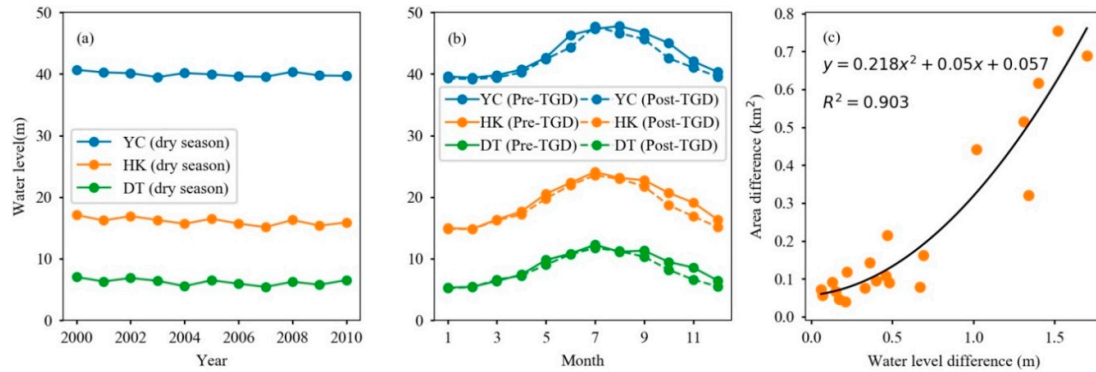 (a)
50
40
30
20
10
0
Water level(m)
YC (dry season)
HK (dry season)
DT (dry season)
2000 2002 2004 2006 2008 2010
Year
(b)
50
40
30
20
10
0
YC (Pre-TGD) YC (Post-TGD)
HK (Pre-TGD) HK (Post-TGD)
DT (Pre-TGD) DT (Post-TGD)
1 3 5 7 9 11
Month
(c)
0.8
0.7
0.6
0.5
0.4
0.3
0.2
0.1
0.0
Area difference (km²)
y = 0.218x² + 0.05x + 0.057
R² = 0.903
0.0 0.5 1.0 1.5
Water level difference (m)